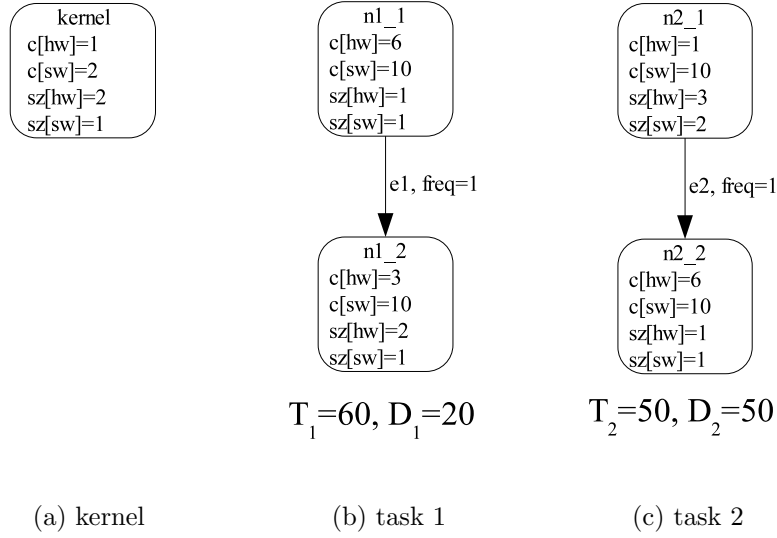 kernel
c[hw]=1
c[sw]=2
sz[hw]=2
sz[sw]=1
n1_1
c[hw]=6
c[sw]=10
sz[hw]=1
sz[sw]=1
e1, freq=1
n1_2
c[hw]=3
c[sw]=10
sz[hw]=2
sz[sw]=1
T1=60, D1=20
n2_1
c[hw]=1
c[sw]=10
sz[hw]=3
sz[sw]=2
e2, freq=1
n2_2
c[hw]=6
c[sw]=10
sz[hw]=1
sz[sw]=1
T2=50, D2=50
(a) kernel
(b) task 1
(c) task 2